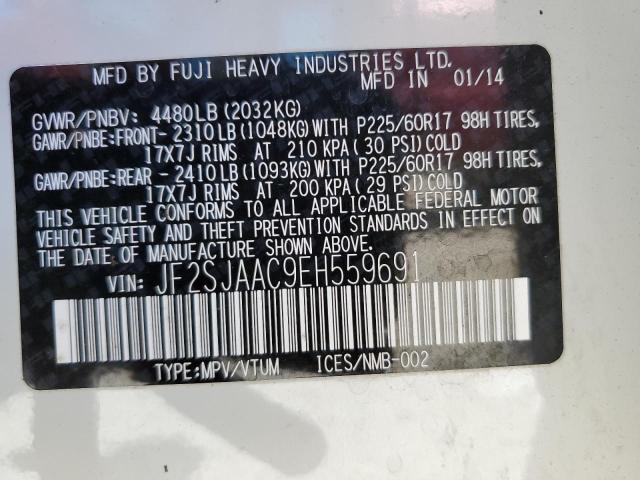 MFD BY FUJI HEAVY INDUSTRIES LTD.
MFD IN 01/14
GVWR/PNBV: 4480LB(2032KG)
GAWR/PNBE:FRONT-2310LB(1048KG)WITH P225/60R17 98H TIRES,
17X7J RIMS AT 210 KPA(30 PSI)COLD
GAWR/PNBE:REAR -2410LB(1093KG)WITH P225/60R17 98H TIRES,
17X7J RIMS AT 200 KPA(29 PSI)COLD
THIS VEHICLE CONFORMS TO ALL APPLICABLE FEDERAL MOTOR
VEHICLE SAFETY AND THEFT PREVENTION STANDARDS IN EFFECT ON
THE DATE OF MANUFACTURE SHOWN ABOVE.
VIN: JF2SJAAC9EH559691
TYPE:MPV/VTUM ICES/NMB-002